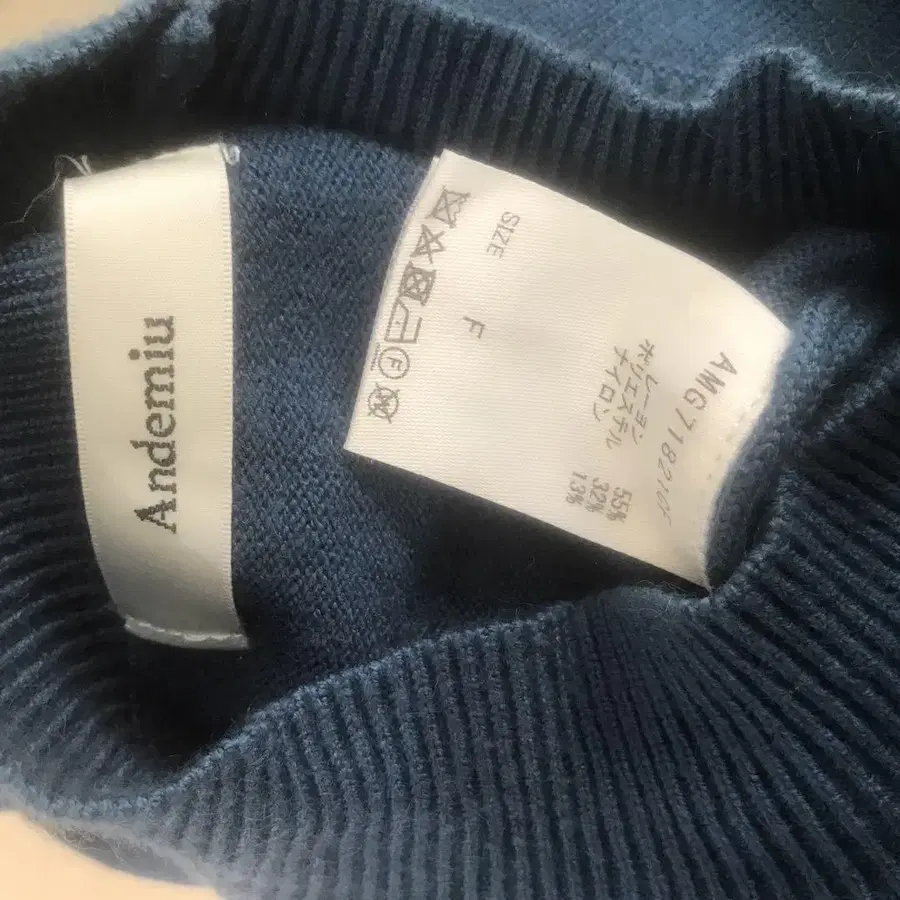 Andemiu
SIZE
F
レーヨン 55%
ポリエステル 32%
ナイロン 13%
F